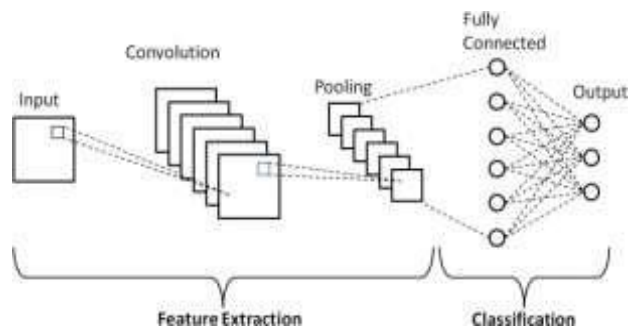 Fully
Connected
Convolution
Pooling
Output
Input
Feature Extraction
Classification